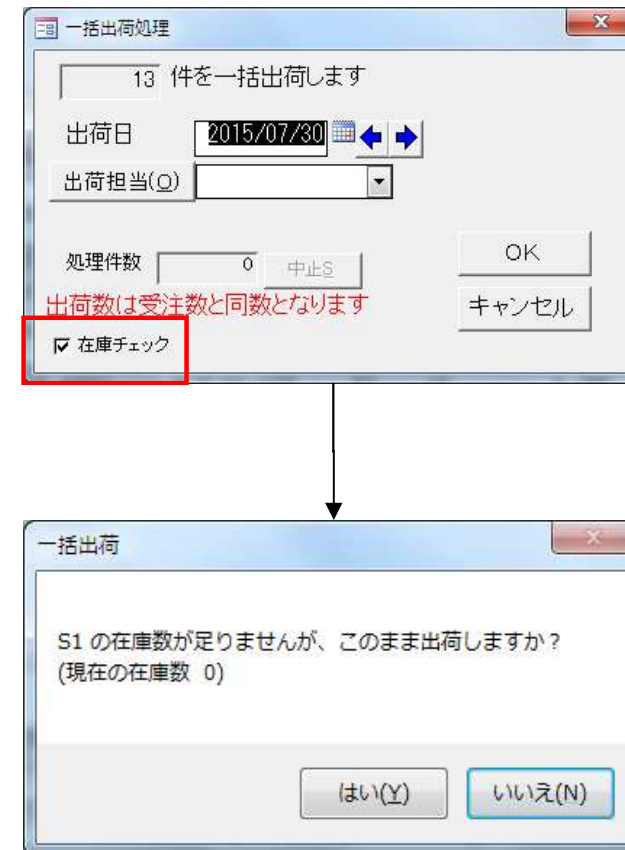 一括出荷処理
13 件を一括出荷します
出荷日 2015/07/30
出荷担当(O)
処理件数 0 中止S
OK
出荷数は受注数と同数となります
キャンセル
在庫チェック
一括出荷
S1 の在庫数が足りませんが、このまま出荷しますか？
(現在の在庫数 0)
はい(Y) いいえ(N)